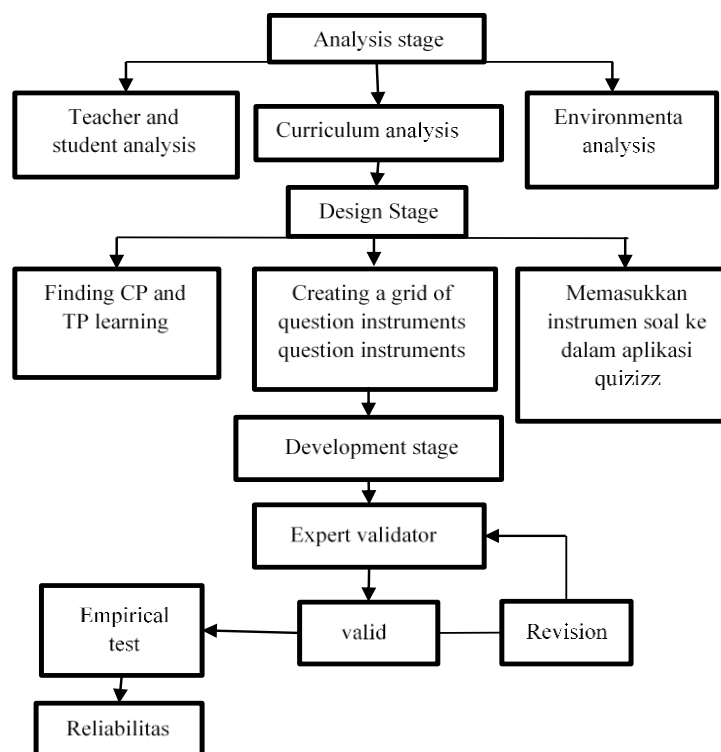 Analysis stage
Teacher and
student analysis
Curriculum analysis
Environmenta
analysis
Design Stage
Finding CP and
TP learning
Creating a grid of
question instruments
question instruments
Memasukkan
instrumen soal ke
dalam aplikasi
quizizz
Development stage
Expert validator
Empirical
test
valid
Revision
Reliabilitas